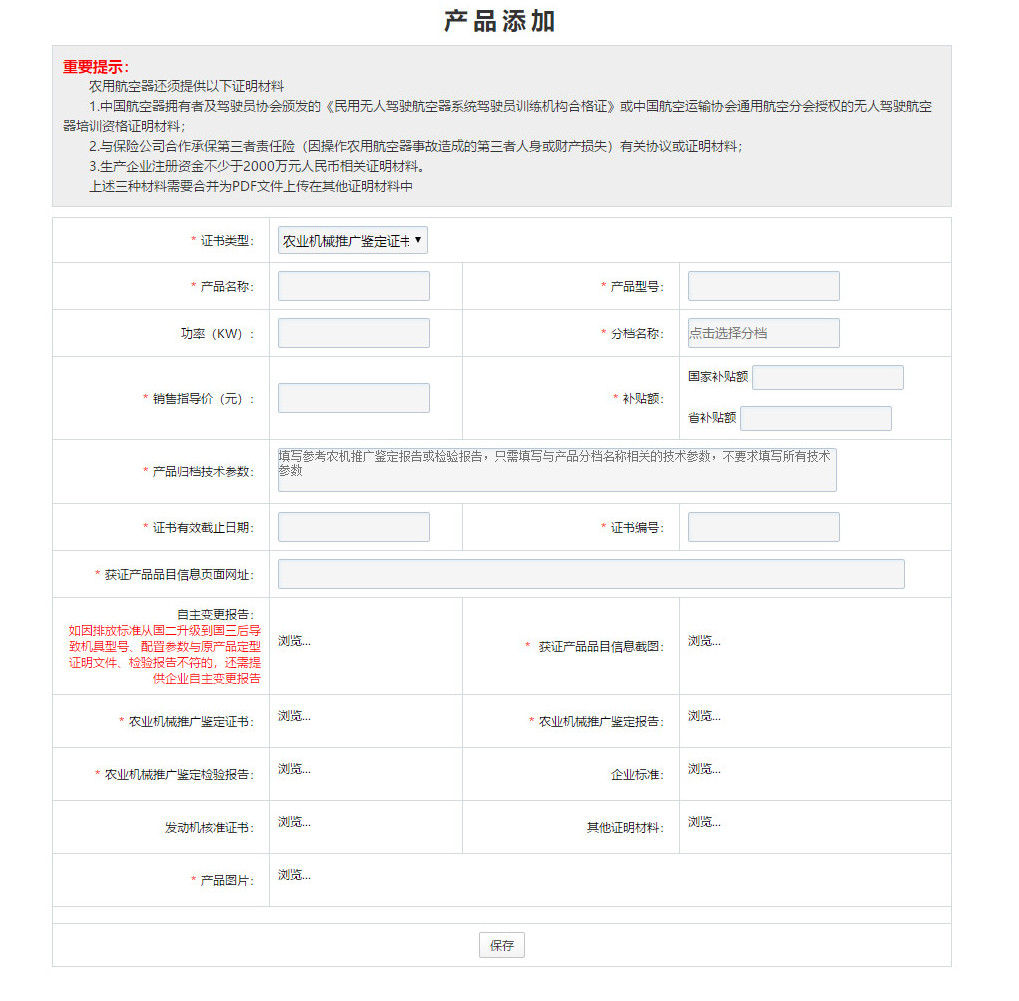 产品添加
重要提示：
农用航空器还须提供以下证明材料
1.中国航空器拥有者及驾驶员协会颁发的《民用无人驾驶航空器系统驾驶员训练机构合格证》或中国航空运输协会通用航空分会授权的无人驾驶航空
器培训资格证明材料；
2.与保险公司合作承保第三者责任险（因操作农用航空器事故造成的第三者人身或财产损失）有关协议或证明材料；
3.生产企业注册资金不少于2000万元人民币相关证明材料。
上述三种材料需要合并为PDF文件上传在其他证明材料中
* 证书类型： 农业机械推广鉴定证书
* 产品名称： * 产品型号：
功率（KW）： * 分档名称： 点击选择分档
* 销售指导价（元）： * 补贴额： 国家补贴额
省补贴额
* 产品归档技术参数： 填写参考农机推广鉴定报告或检验报告，只需填写与产品分档名称相关的技术参数，不要求填写所有技术
参数
* 证书有效截止日期： * 证书编号：
* 获证产品品目信息页面网址：
自主变更报告：
如因排放标准从国二升级到国三后导
致机具型号、配置参数与原产品定型
证明文件、检验报告不符的，还需提
供企业自主变更报告
浏览... * 获证产品品目信息截图： 浏览...
* 农业机械推广鉴定证书： 浏览... * 农业机械推广鉴定报告： 浏览...
* 农业机械推广鉴定检验报告： 浏览... 企业标准： 浏览...
发动机核准证书： 浏览... 其他证明材料： 浏览...
* 产品图片： 浏览...
保存